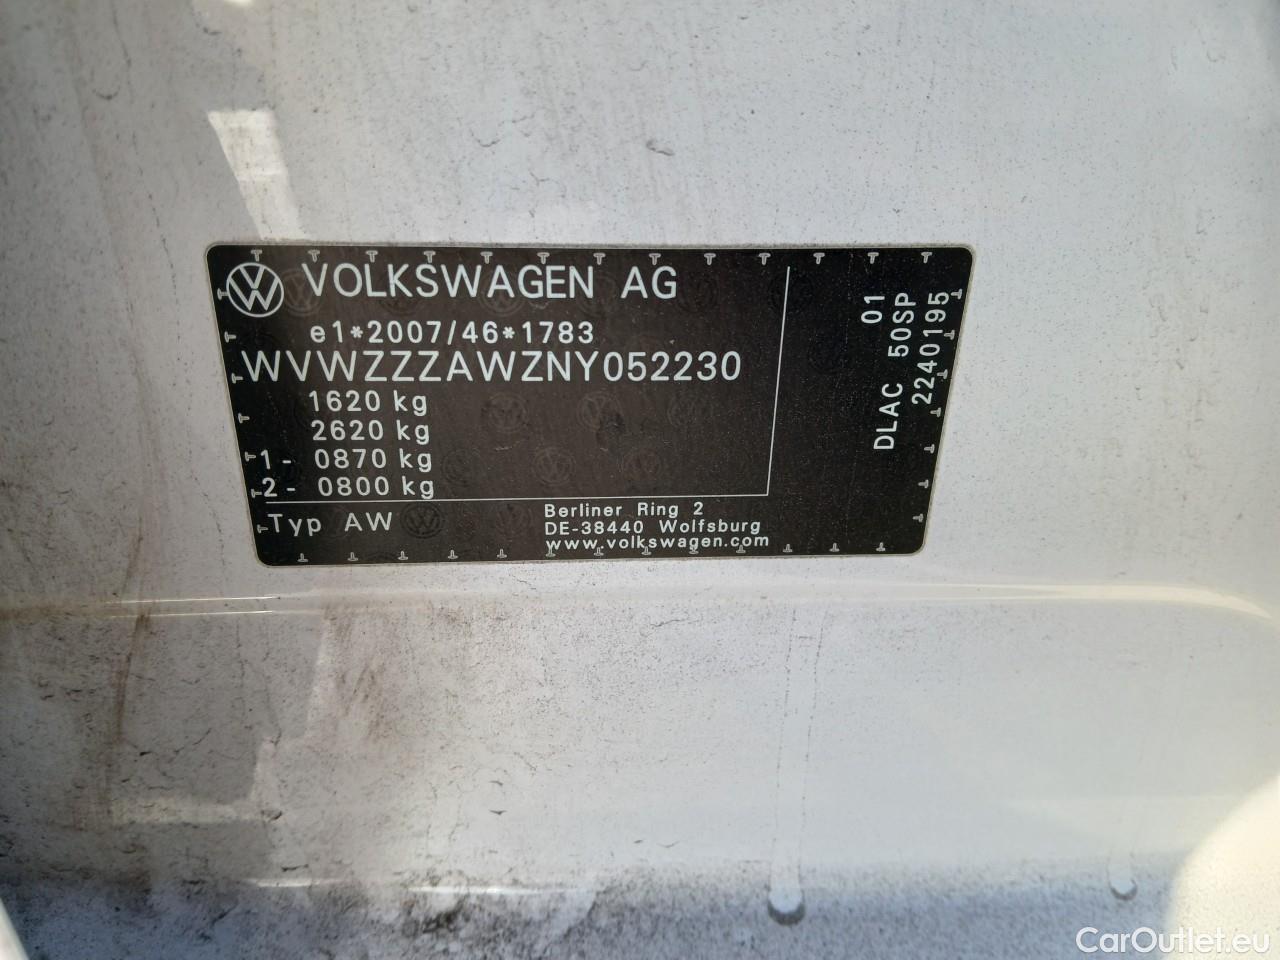 VOLKSWAGEN AG
e1*2007/46*1783
WVWZZZAWZNY052230
1620 kg
2620 kg
1- 0870 kg
2- 0800 kg
Typ AW
Berliner Ring 2
DE-38440 Wolfsburg
www.volkswagen.com
01
DLAC 50SP
2240195
CarOutlet.eu